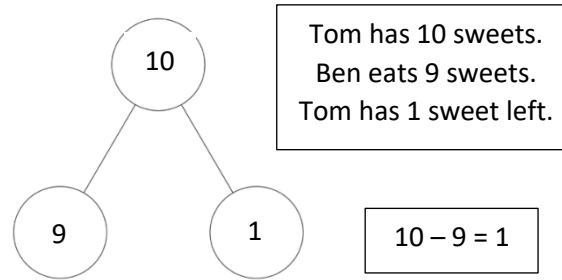 10
9
1
Tom has 10 sweets.
Ben eats 9 sweets.
Tom has 1 sweet left.
10 – 9 = 1